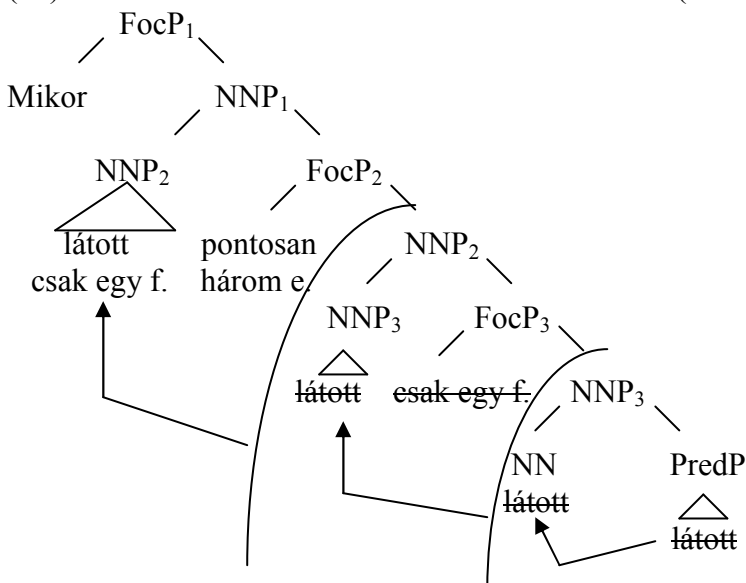 FocP1
Mikor NNP1
NNP2 FocP2
látott pontosan NNP2
csak egy f. három e.
NNP3 FocP3
látott csak egy f. NNP3
NN PredP
látott
látott